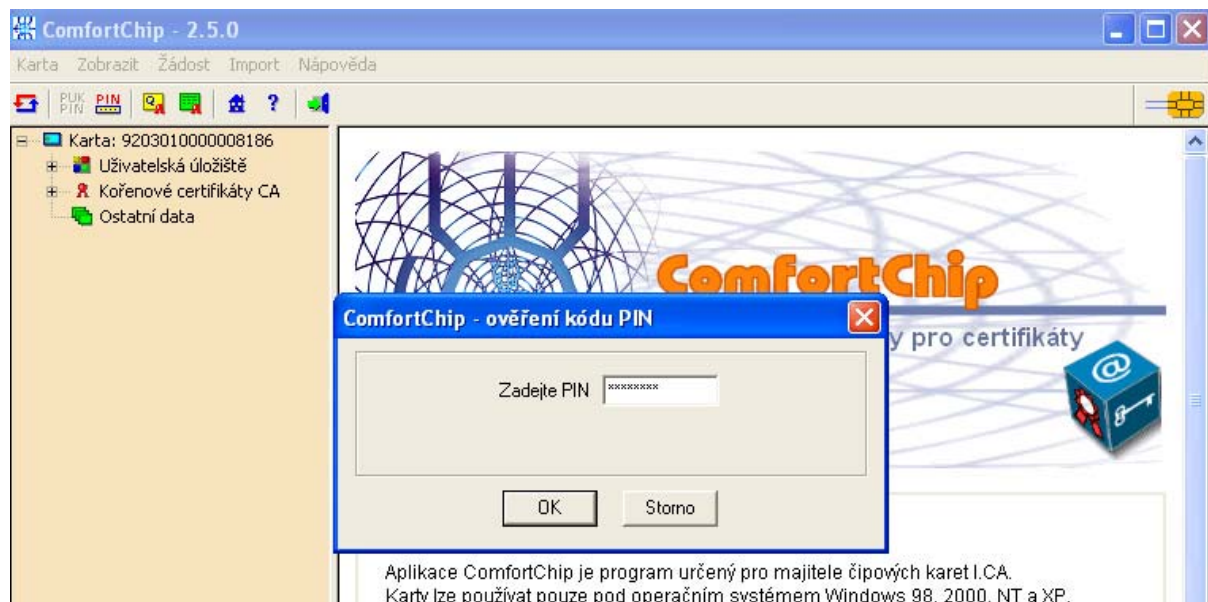 ComfortChip - 2.5.0
Karta Zobrazit Žádost Import Nápověda
PUK PIN
PIN
?
Karta: 9203010000008186
Uživatelská úložiště
Kořenové certifikáty CA
Ostatní data
ComfortChip
y pro certifikáty
@
ComfortChip - ověření kódu PIN
Zadejte PIN ********
OK Storno
Aplikace ComfortChip je program určený pro majitele čipových karet I.CA.
Karty lze používat pouze pod operačním systémem Windows 98, 2000, NT a XP.